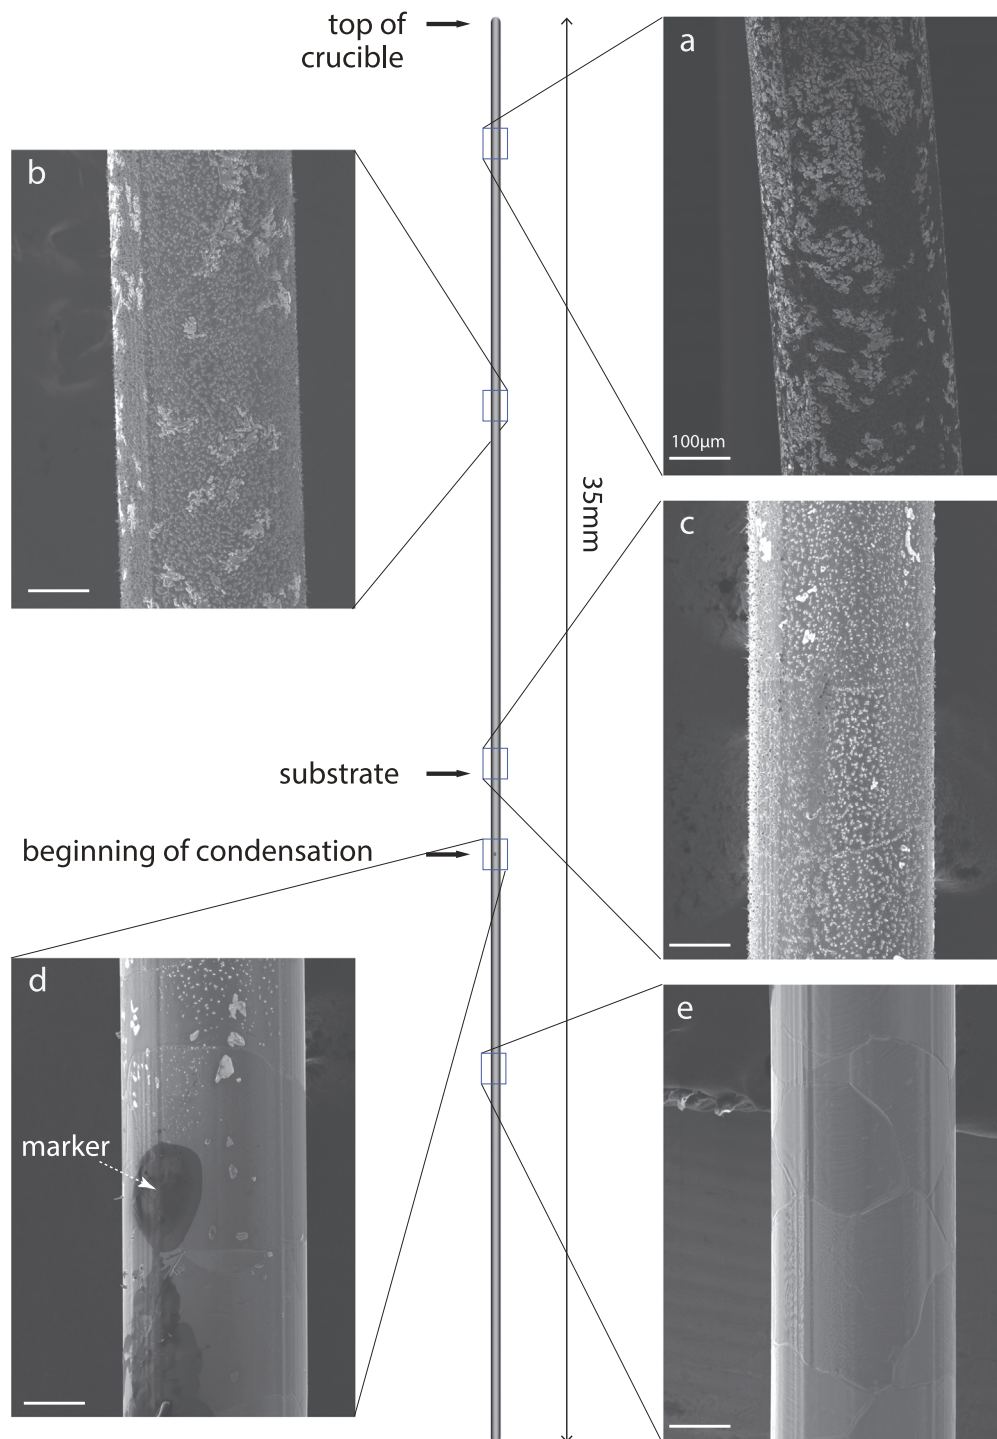 top of
crucible
a
b
100µm
35mm
c
substrate
beginning of condensation
d
e
marker